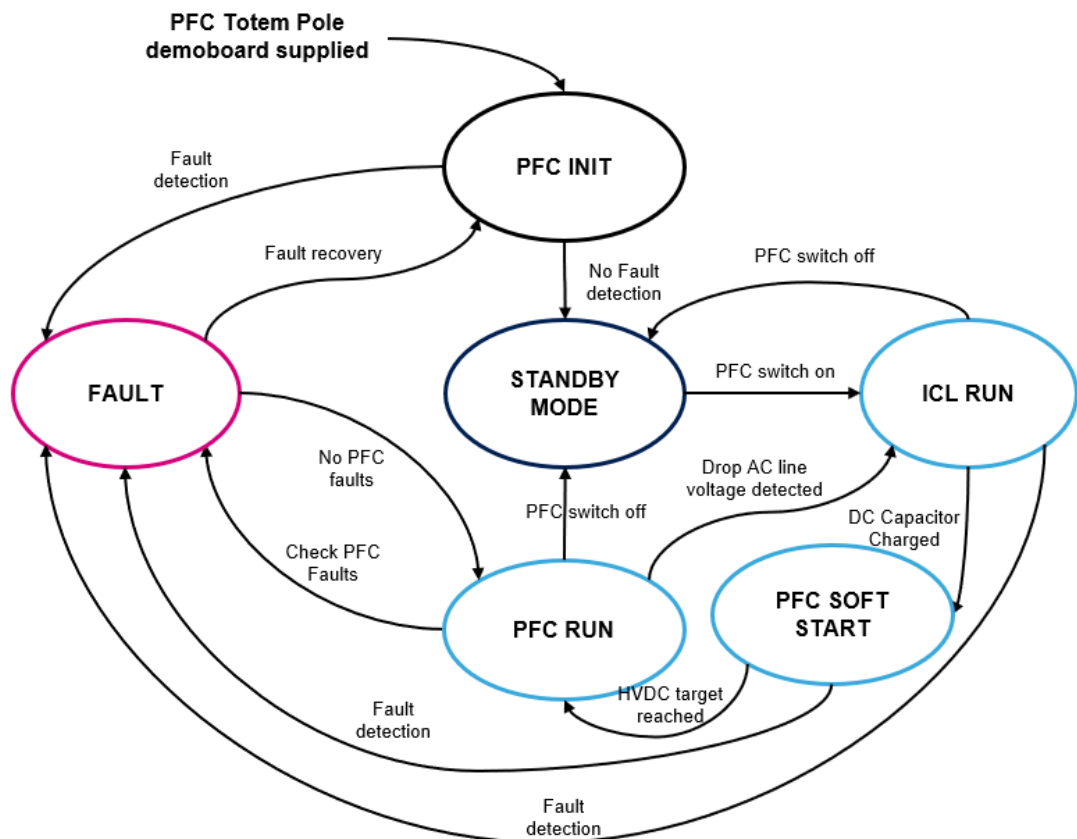 PFC Totem Pole
demoboard supplied
PFC INIT
Fault
detection
Fault recovery
No Fault
detection
PFC switch off
FAULT
STANDBY
MODE
PFC switch on
ICL RUN
No PFC
faults
Drop AC line
voltage detected
PFC switch off
DC Capacitor
Charged
Check PFC
Faults
PFC RUN
PFC SOFT
START
HVDC target
reached
Fault
detection
Fault
detection